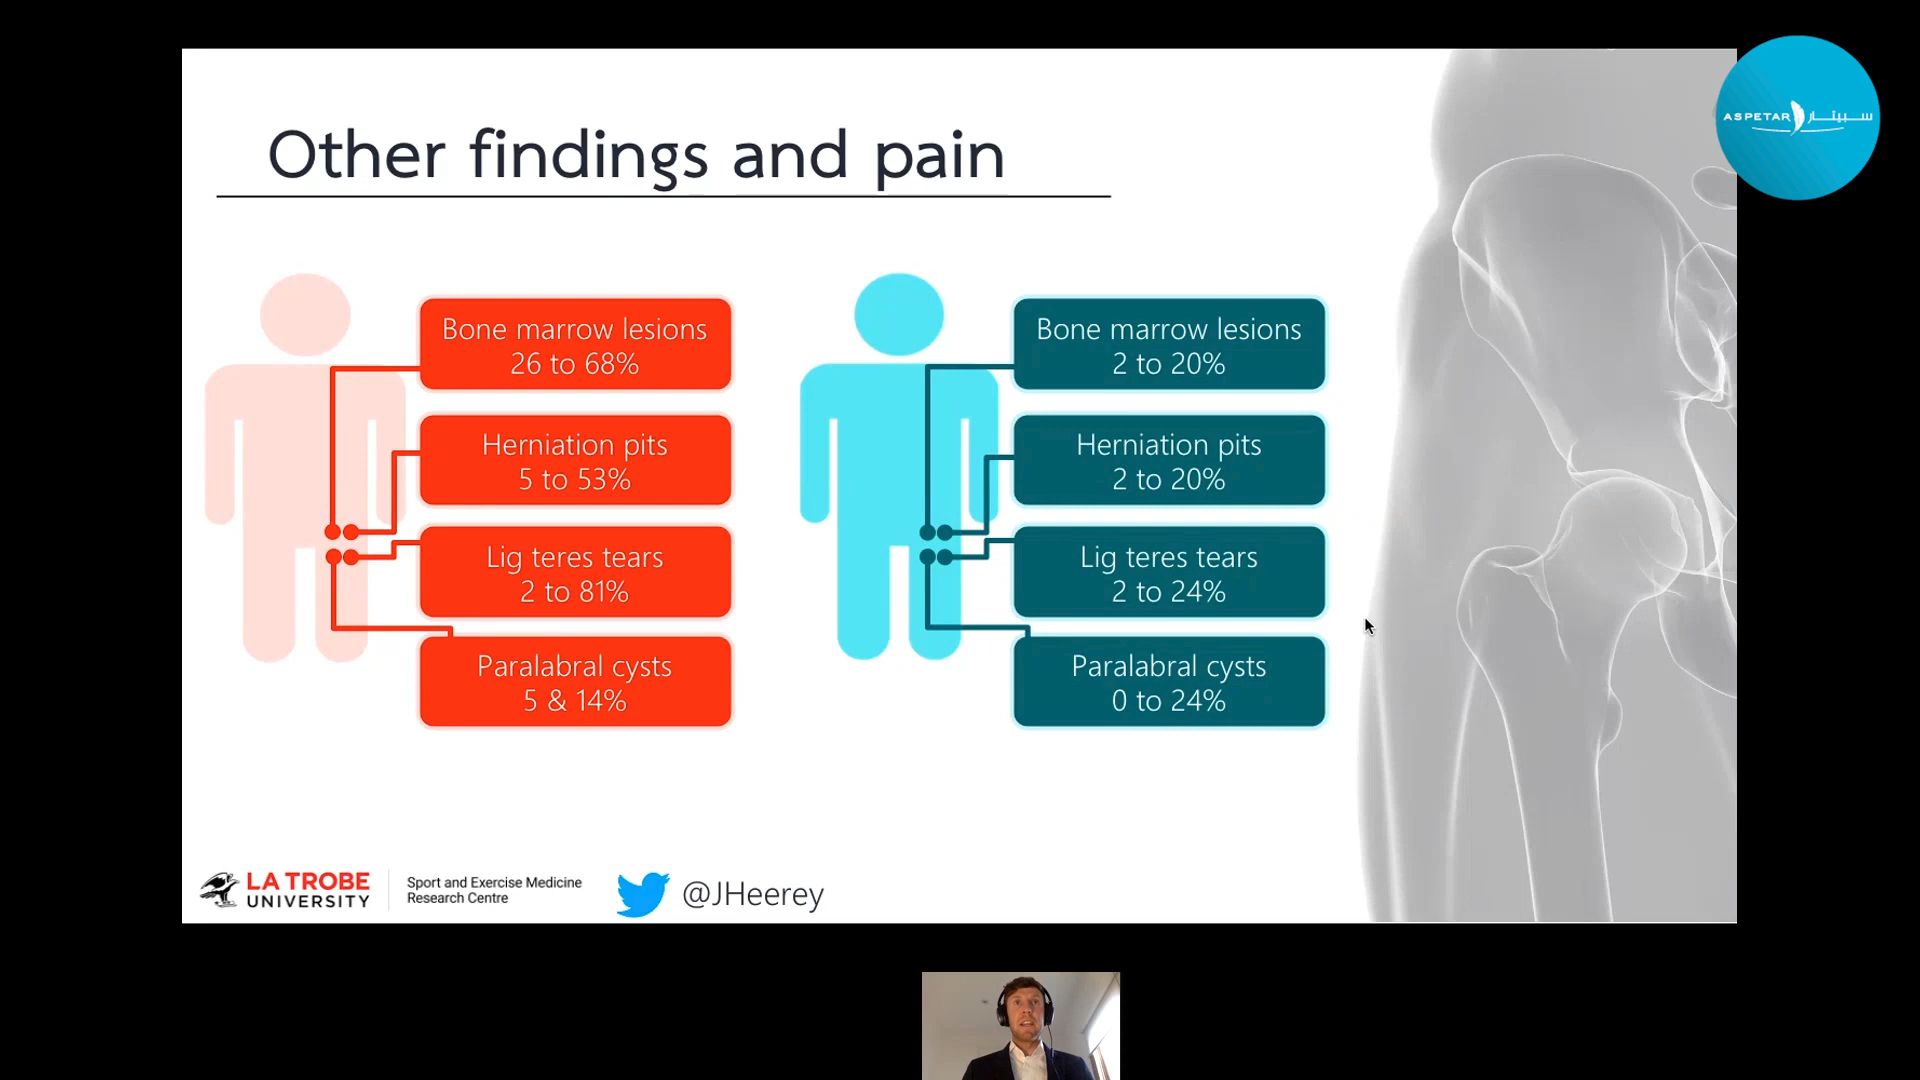 ASPETAR سبيتار
Other findings and pain
Bone marrow lesions
26 to 68%
Herniation pits
5 to 53%
Lig teres tears
2 to 81%
Paralabral cysts
5 & 14%
Bone marrow lesions
2 to 20%
Herniation pits
2 to 20%
Lig teres tears
2 to 24%
Paralabral cysts
0 to 24%
LA TROBE
UNIVERSITY
Sport and Exercise Medicine
Research Centre
@JHeerey